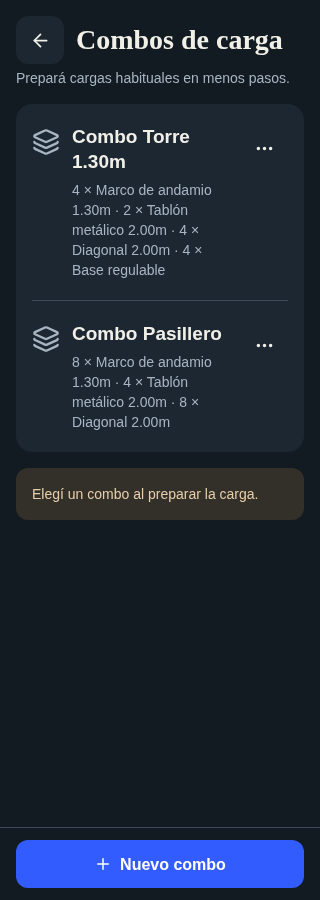 Combos de carga
Prepará cargas habituales en menos pasos.
Combo Torre
1.30m
4 × Marco de andamio
1.30m · 2 × Tablón
metálico 2.00m · 4 ×
Diagonal 2.00m · 4 ×
Base regulable
Combo Pasillero
8 × Marco de andamio
1.30m · 4 × Tablón
metálico 2.00m · 8 ×
Diagonal 2.00m
Elegí un combo al preparar la carga.
Nuevo combo